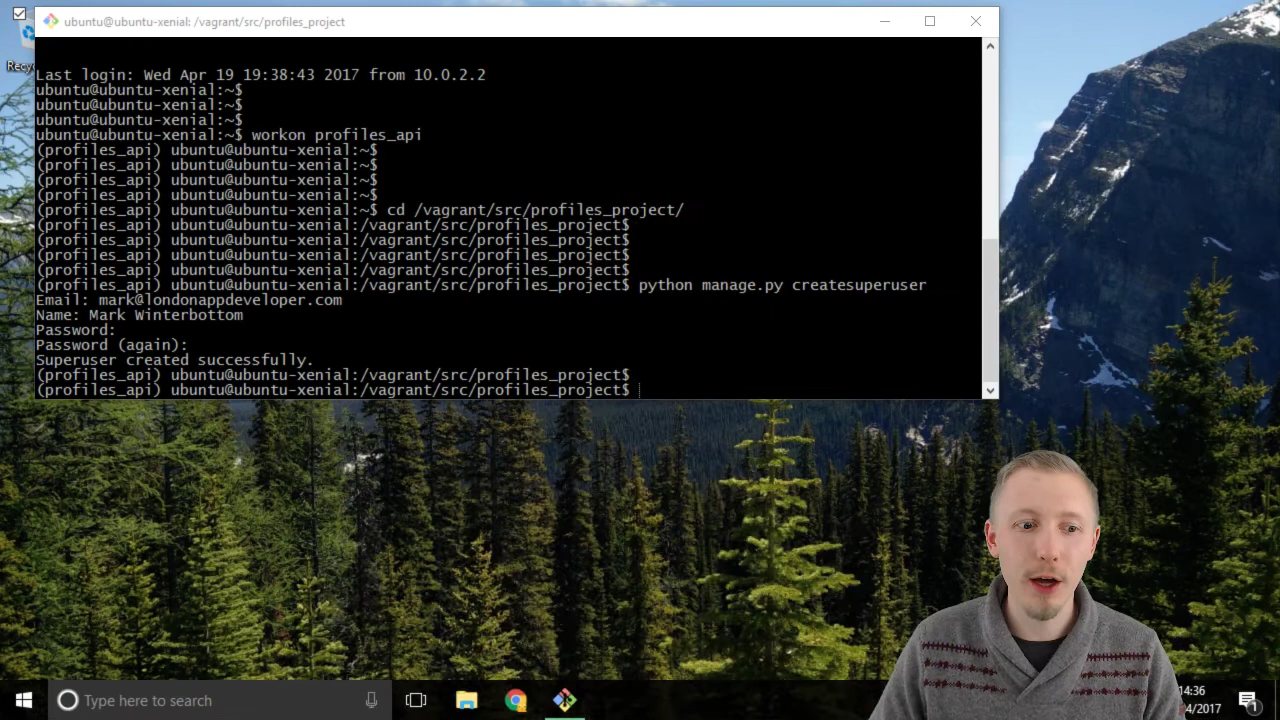 ubuntu@ubuntu-xenial: /vagrant/src/profiles_project
Last login: Wed Apr 19 19:38:43 2017 from 10.0.2.2
ubuntu@ubuntu-xenial:~$
ubuntu@ubuntu-xenial:~$
ubuntu@ubuntu-xenial:~$
ubuntu@ubuntu-xenial:~$ workon profiles_api
(profiles_api) ubuntu@ubuntu-xenial:~$
(profiles_api) ubuntu@ubuntu-xenial:~$
(profiles_api) ubuntu@ubuntu-xenial:~$
(profiles_api) ubuntu@ubuntu-xenial:~$
(profiles_api) ubuntu@ubuntu-xenial:~$ cd /vagrant/src/profiles_project/
(profiles_api) ubuntu@ubuntu-xenial:/vagrant/src/profiles_project$
(profiles_api) ubuntu@ubuntu-xenial:/vagrant/src/profiles_project$
(profiles_api) ubuntu@ubuntu-xenial:/vagrant/src/profiles_project$
(profiles_api) ubuntu@ubuntu-xenial:/vagrant/src/profiles_project$
(profiles_api) ubuntu@ubuntu-xenial:/vagrant/src/profiles_project$ python manage.py createsuperuser
Email: mark@londonappdeveloper.com
Name: Mark Winterbottom
Password:
Password (again):
Superuser created successfully.
(profiles_api) ubuntu@ubuntu-xenial:/vagrant/src/profiles_project$
(profiles_api) ubuntu@ubuntu-xenial:/vagrant/src/profiles_project$
Type here to search
14:36
1